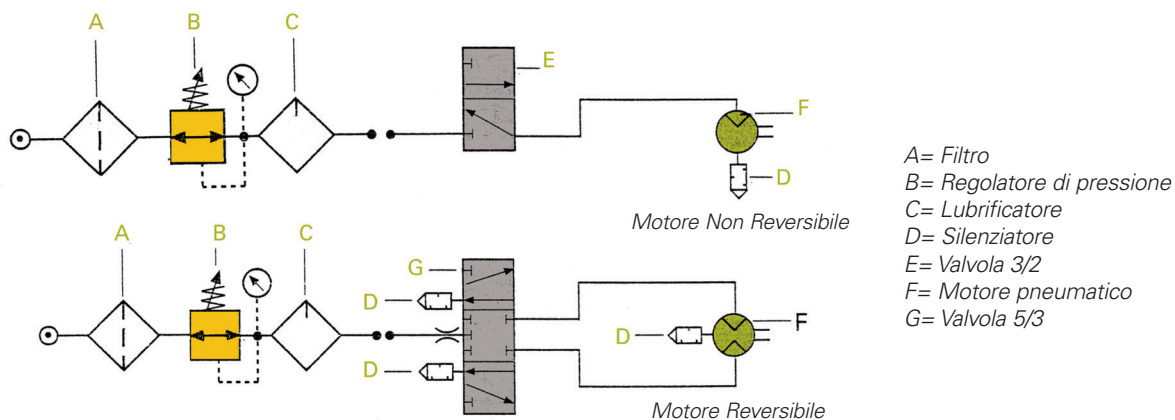 A
B
C
E
F
D
Motore Non Reversibile
A
B
C
G
D
D
D
F
Motore Reversibile
A= Filtro
B= Regolatore di pressione
C= Lubrificatore
D= Silenziatore
E= Valvola 3/2
F= Motore pneumatico
G= Valvola 5/3